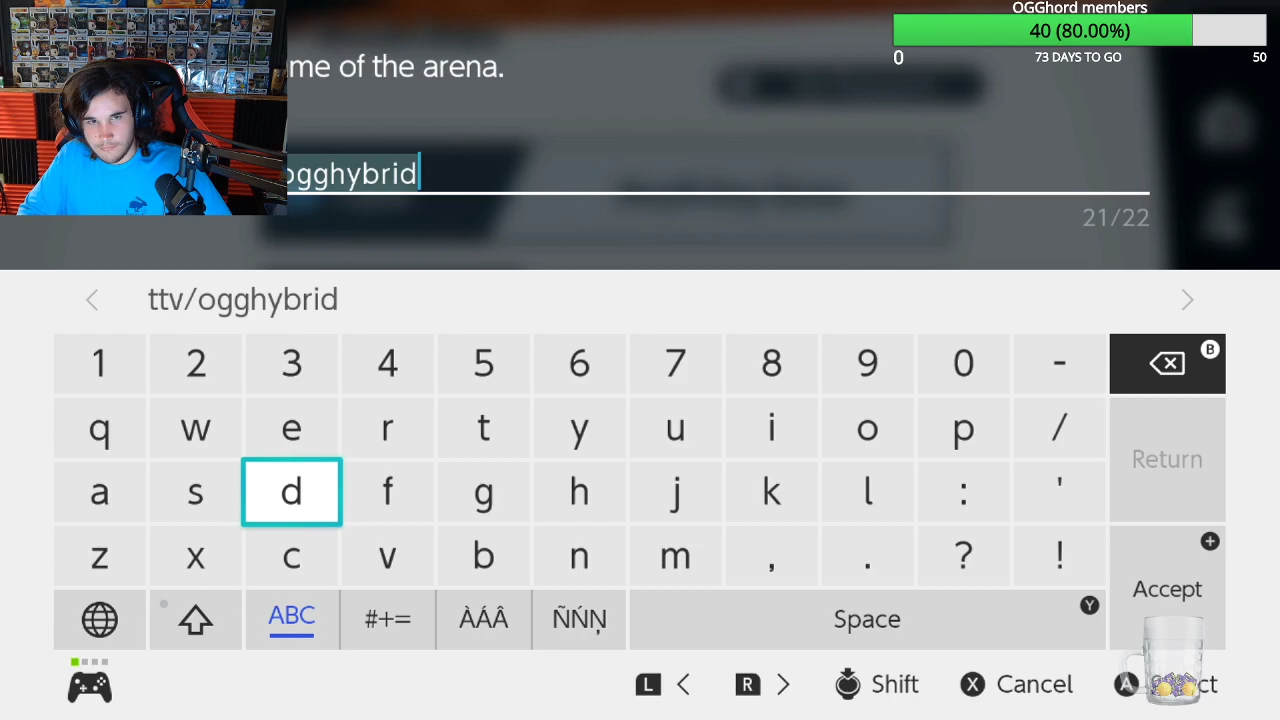 OGGhord members
40 (80.00%)
0 73 DAYS TO GO 50
me of the arena.
ogghybrid
21/22
ttv/ogghybrid
1 2 3 4 5 6 7 8 9 0 - B
q w e r t y u i o p / Return
a s d f g h j k l : '
z x c v b n m , . ? ! +
Accept
ABC #+= ÀÁÂ ÑŃŅ Space Y
L R Shift X Cancel A